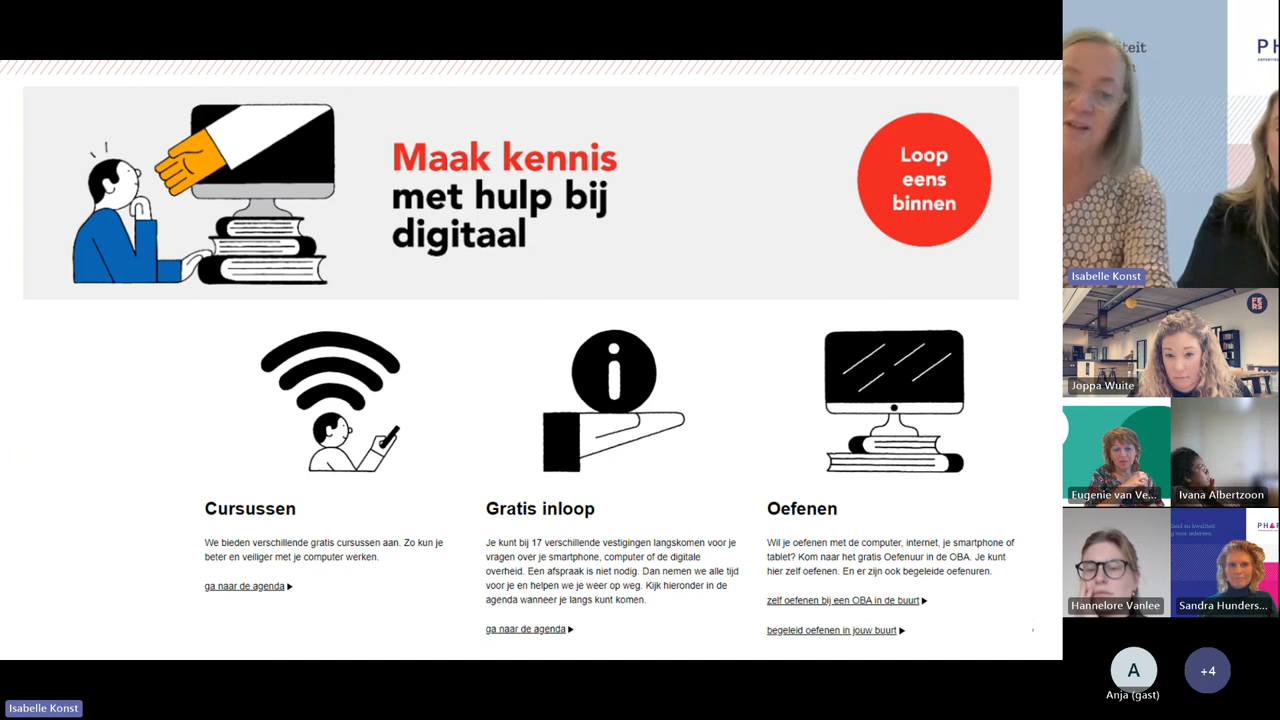 Maak kennis
met hulp bij
digitaal
Loop
eens
binnen
Cursussen
We bieden verschillende gratis cursussen aan. Zo kun je
beter en veiliger met je computer werken.
ga naar de agenda
Gratis inloop
Je kunt bij 17 verschillende vestigingen langskomen voor je
vragen over je smartphone, computer of de digitale
overheid. Een afspraak is niet nodig. Dan nemen we alle tijd
voor je en helpen we je weer op weg. Kijk hieronder in de
agenda wanneer je langs kunt komen.
ga naar de agenda
Oefenen
Wil je oefenen met de computer, internet, je smartphone of
tablet? Kom naar het gratis Oefenuur in de OBA. Je kunt
hier zelf oefenen. En er zijn ook begeleide oefenuren.
zelf oefenen bij een OBA in de buurt
begeleid oefenen in jouw buurt
Isabelle Konst
FE
RS
Joppa Wuite
Eugenie van Ve...
Ivana Albertzoon
Hannelore Vanlee
Sandra Hunders...
A
Anja (gast)
+4
Isabelle Konst